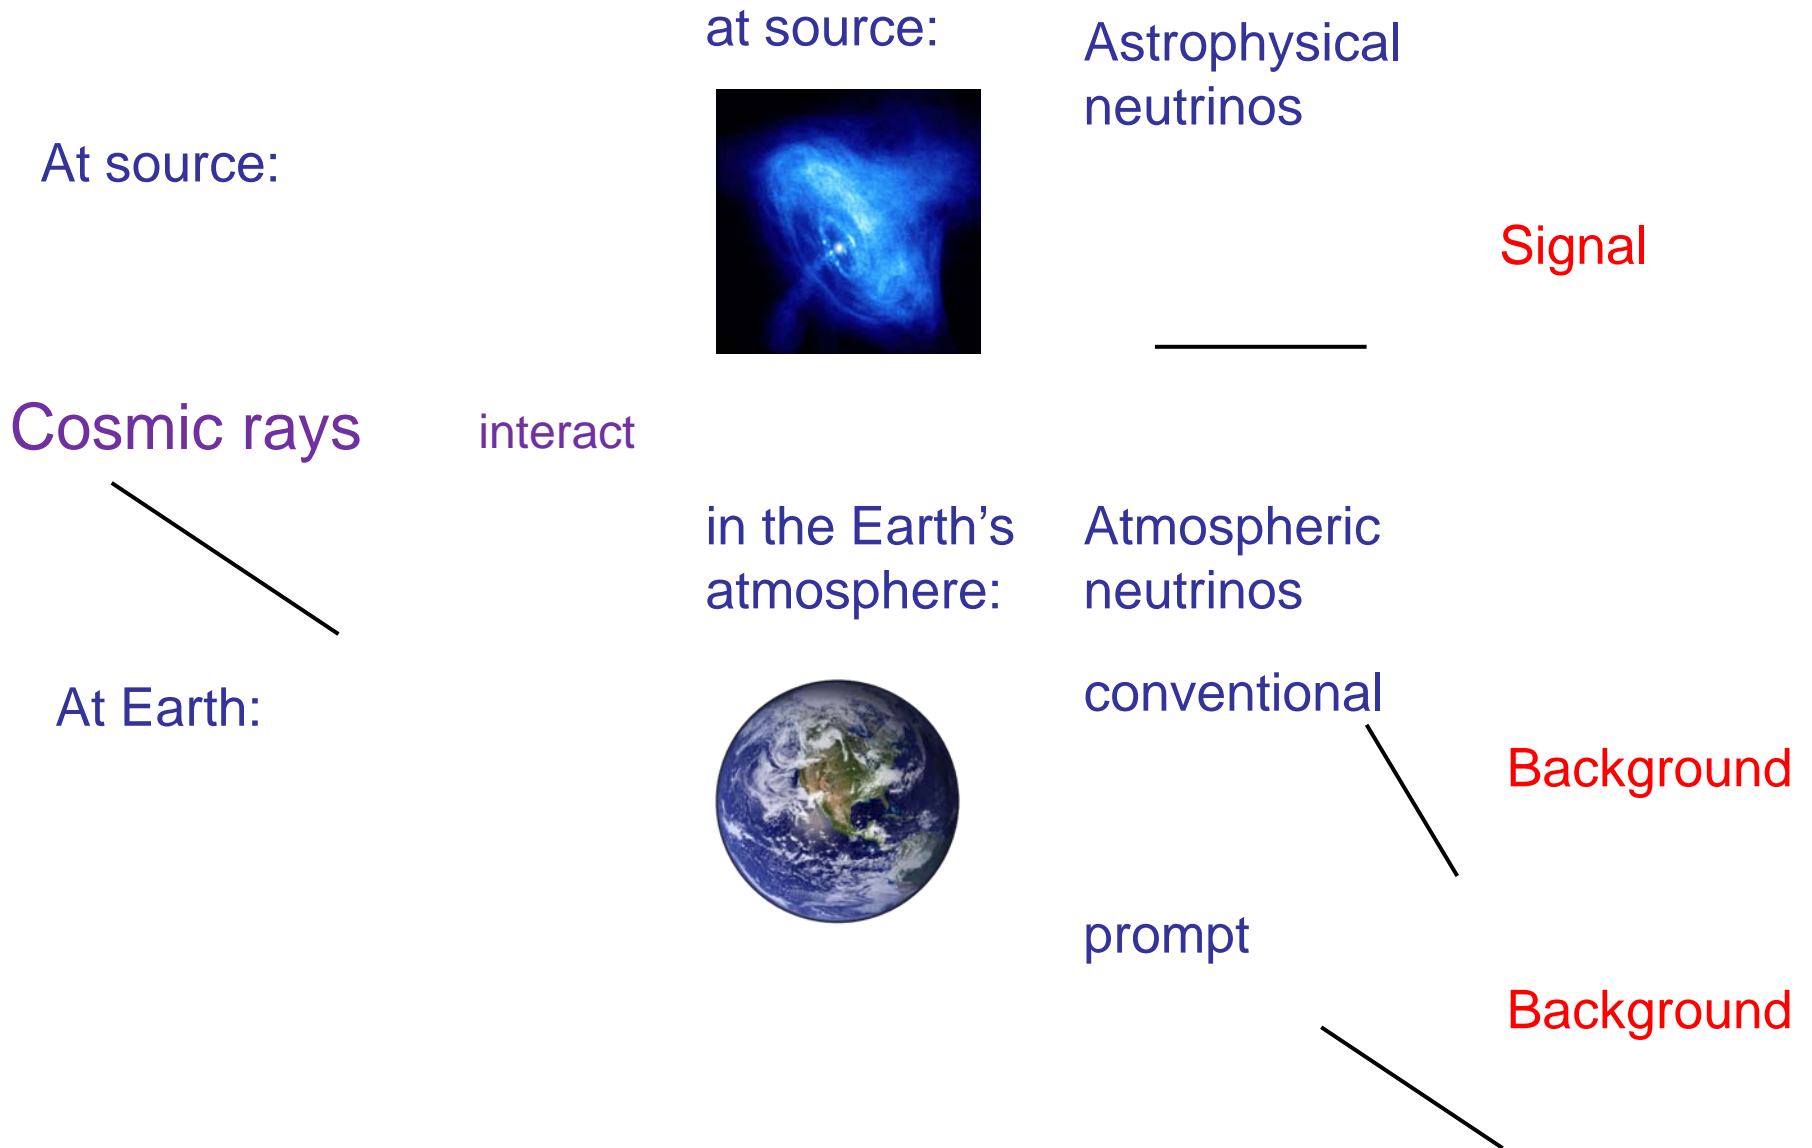 At source:
Cosmic rays
At Earth:
interact
at source:
Astrophysical
neutrinos
Signal
in the Earth’s
atmosphere:
Atmospheric
neutrinos
conventional
Background
prompt
Background